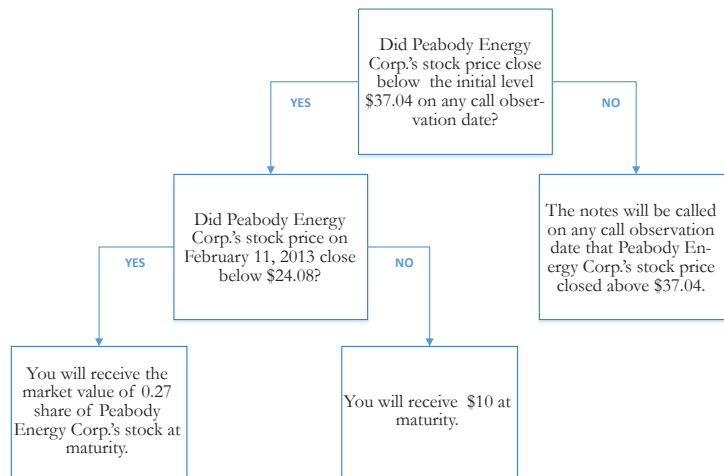 Did Peabody Energy
Corp.'s stock price close
below the initial level
$37.04 on any call obser-
vation date?
YES
NO
Did Peabody Energy
Corp.'s stock price on
February 11, 2013 close
below $24.08?
The notes will be called
on any call observation
date that Peabody En-
ergy Corp.'s stock price
closed above $37.04.
YES
NO
You will receive the
market value of 0.27
share of Peabody
Energy Corp.'s stock at
maturity.
You will receive $10 at
maturity.